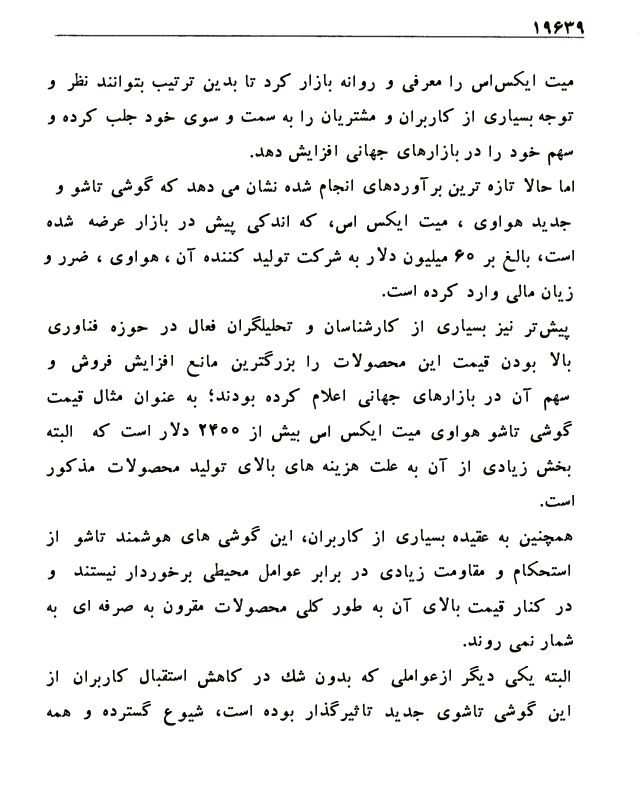 ۱۹۶۳۹
میت ایکس‌اس را معرفی و روانه بازار کرد تا بدین ترتیب بتوانند نظر و
توجه بسیاری از کاربران و مشتریان را به سمت و سوی خود جلب کرده و
سهم خود را در بازارهای جهانی افزایش دهد.
اما حالا تازه ترین برآوردهای انجام شده نشان می دهد که گوشی تاشو و
جدید هواوی ، میت ایکس اس، که اندکی پیش در بازار عرضه شده
است، بالغ بر ۶۰ میلیون دلار به شرکت تولید کننده آن ، هواوی ، ضرر و
زیان مالی وارد کرده است.
پیش‌تر نیز بسیاری از کارشناسان و تحلیلگران فعال در حوزه فناوری
بالا بودن قیمت این محصولات را بزرگترین مانع افزایش فروش و
سهم آن در بازارهای جهانی اعلام کرده بودند؛ به عنوان مثال قیمت
گوشی تاشو هواوی میت ایکس اس بیش از ۲۴۰۰ دلار است که البته
بخش زیادی از آن به علت هزینه های بالای تولید محصولات مذکور
است.
همچنین به عقیده بسیاری از کاربران، این گوشی های هوشمند تاشو از
استحکام و مقاومت زیادی در برابر عوامل محیطی برخوردار نیستند و
در کنار قیمت بالای آن به طور کلی محصولات مقرون به صرفه ای به
شمار نمی روند.
البته یکی دیگر ازعواملی که بدون شك در کاهش استقبال کاربران از
این گوشی تاشوی جدید تاثیرگذار بوده است، شیوع گسترده و همه